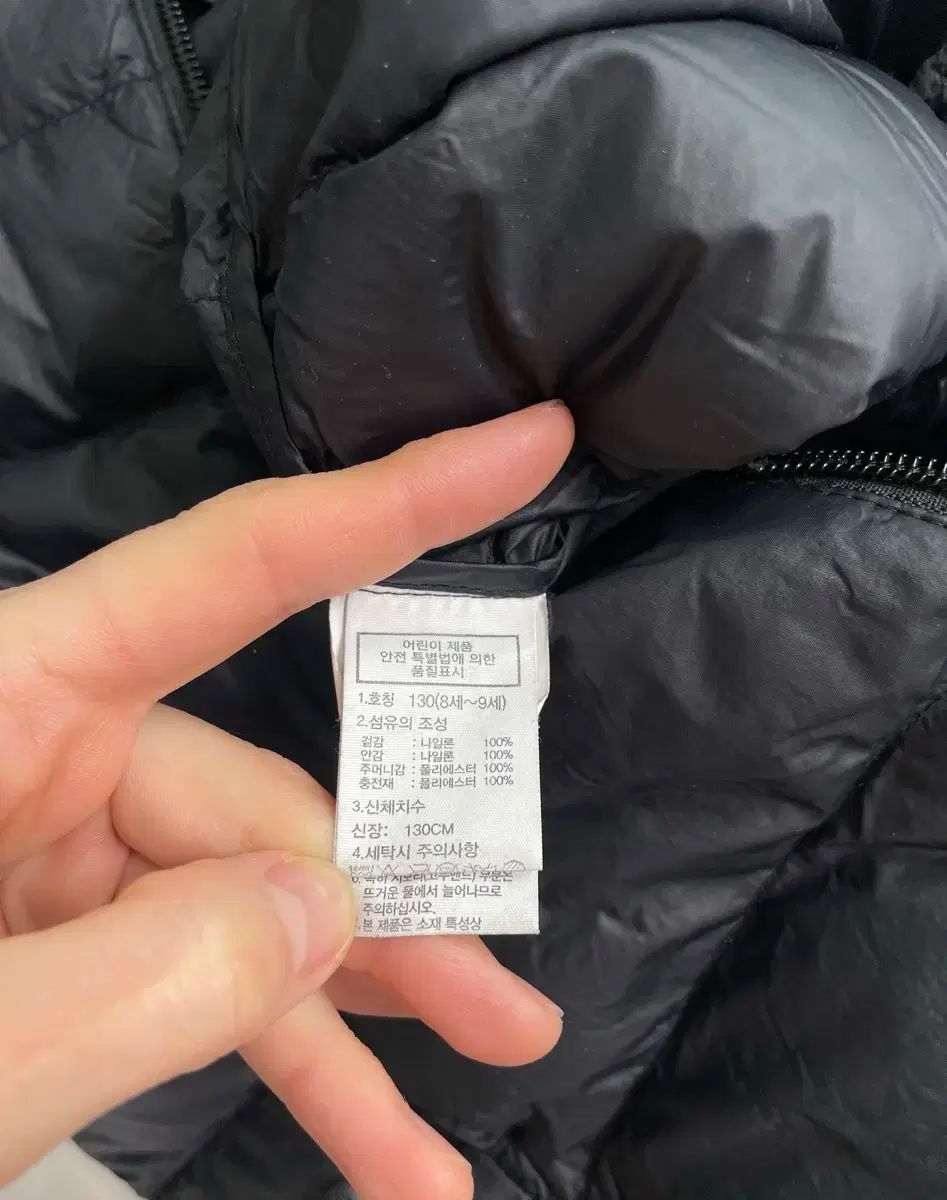 어린이 제품
안전 특별법에 의한
품질표시
1.호칭 130(8세~9세)
2.섬유의 조성
겉감 : 나일론 100%
안감 : 나일론 100%
주머니감 : 폴리에스터 100%
충전재 : 폴리에스터 100%
3.신체치수
신장: 130CM
4.세탁시 주의사항
뜨거운 물에서 늘어나므로
주의하십시오.
본 제품은 소재 특성상